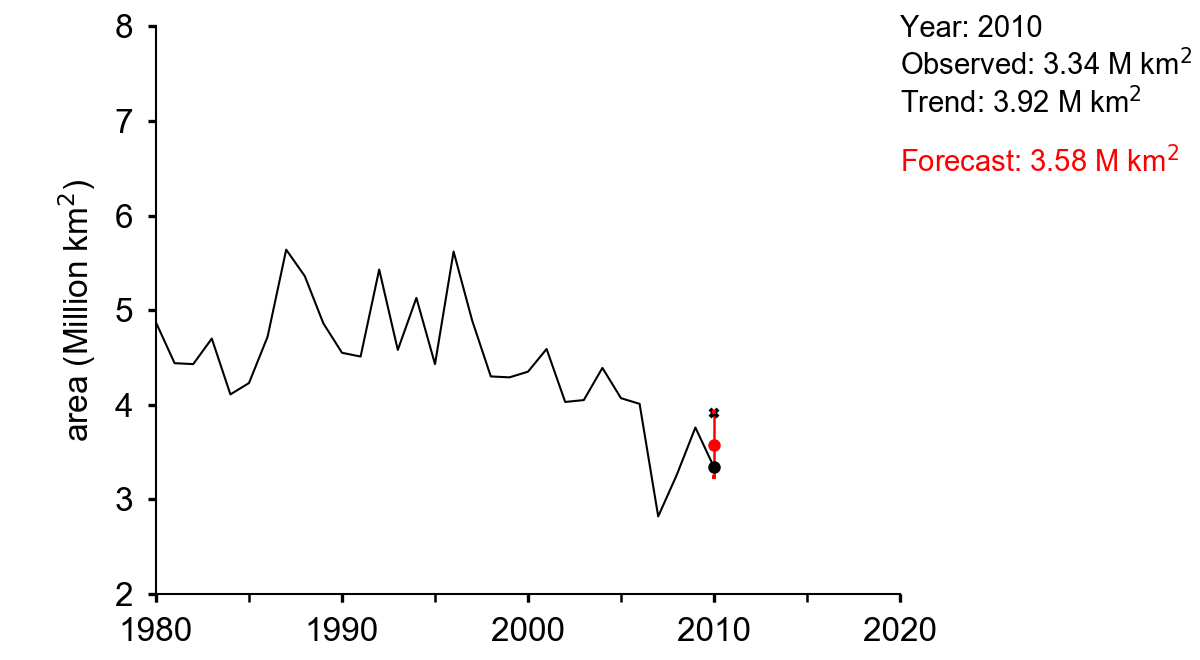 Year: 2010
Observed: 3.34 M km²
Trend: 3.92 M km²
Forecast: 3.58 M km²
area (Million km²)
8
7
6
5
4
3
2
1980 1990 2000 2010 2020